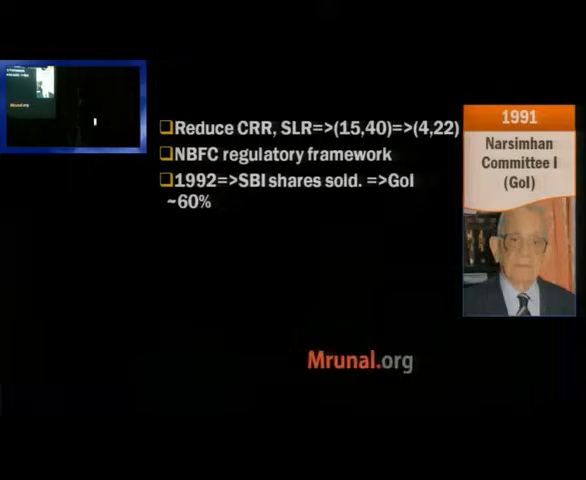 Reduce CRR, SLR=>(15,40)=>(4,22)
NBFC regulatory framework
1992=>SBI shares sold. =>GoI
~60%
1991
Narsimhan
Committee I
(GoI)
Mrunal.org